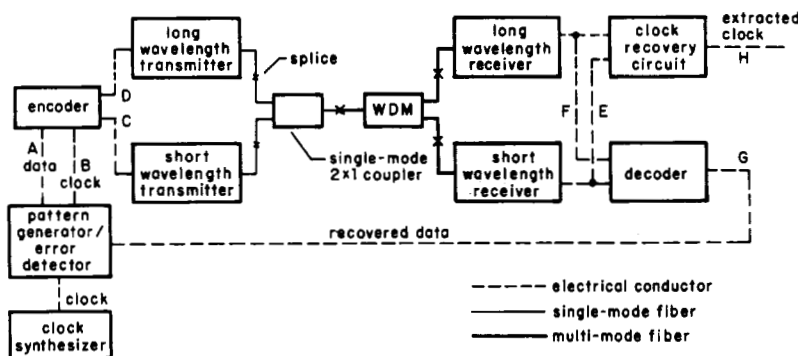 long
wavelength
transmitter
splice
long
wavelength
receiver
clock
recovery
circuit
extracted
clock
H
encoder
D
C
A
data
B
clock
WDM
F
E
short
wavelength
transmitter
single-mode
2×1 coupler
short
wavelength
receiver
decoder
G
pattern
generator/
error
detector
recovered data
clock
clock
synthesizer
electrical conductor
single-mode fiber
multi-mode fiber